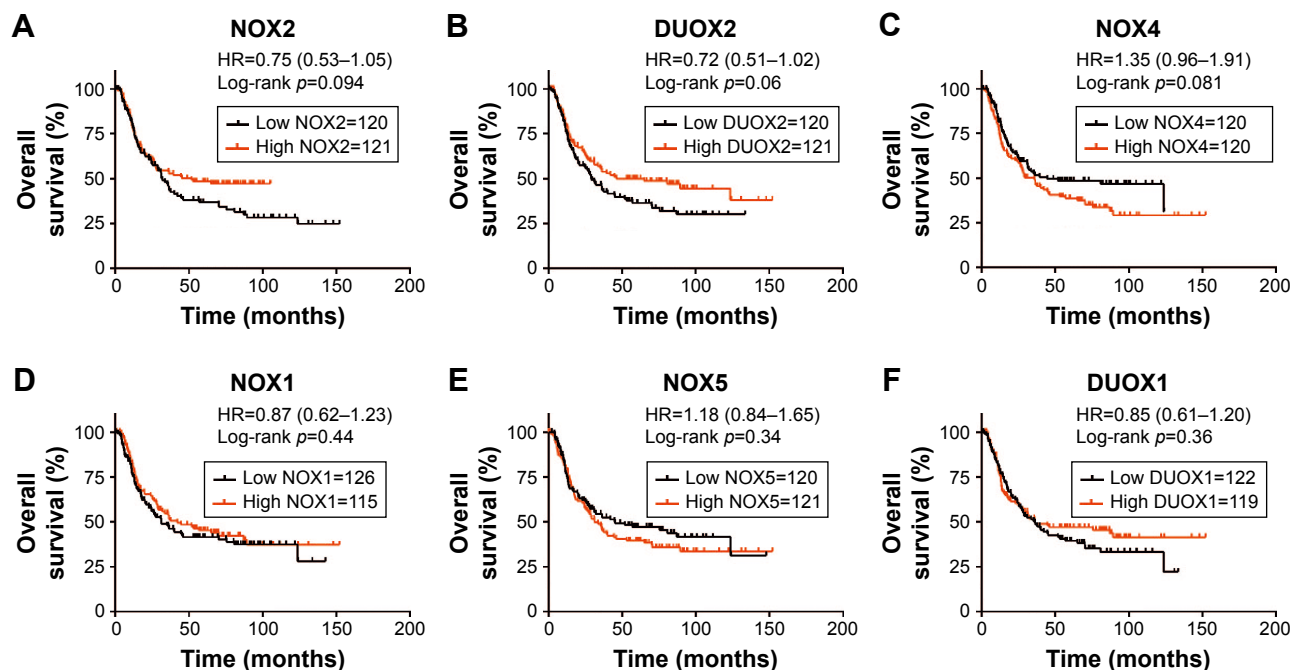 A
NOX2
HR=0.75 (0.53–1.05)
Log-rank p=0.094
Low NOX2=120
High NOX2=121
Overall
survival (%)
100
75
50
25
0
0 50 100 150 200
Time (months)
B
DUOX2
HR=0.72 (0.51–1.02)
Log-rank p=0.06
Low DUOX2=120
High DUOX2=121
Overall
survival (%)
100
75
50
25
0
0 50 100 150 200
Time (months)
C
NOX4
HR=1.35 (0.96–1.91)
Log-rank p=0.081
Low NOX4=120
High NOX4=120
Overall
survival (%)
100
75
50
25
0
0 50 100 150 200
Time (months)
D
NOX1
HR=0.87 (0.62–1.23)
Log-rank p=0.44
Low NOX1=126
High NOX1=115
Overall
survival (%)
100
75
50
25
0
0 50 100 150 200
Time (months)
E
NOX5
HR=1.18 (0.84–1.65)
Log-rank p=0.34
Low NOX5=120
High NOX5=121
Overall
survival (%)
100
75
50
25
0
0 50 100 150 200
Time (months)
F
DUOX1
HR=0.85 (0.61–1.20)
Log-rank p=0.36
Low DUOX1=122
High DUOX1=119
Overall
survival (%)
100
75
50
25
0
0 50 100 150 200
Time (months)